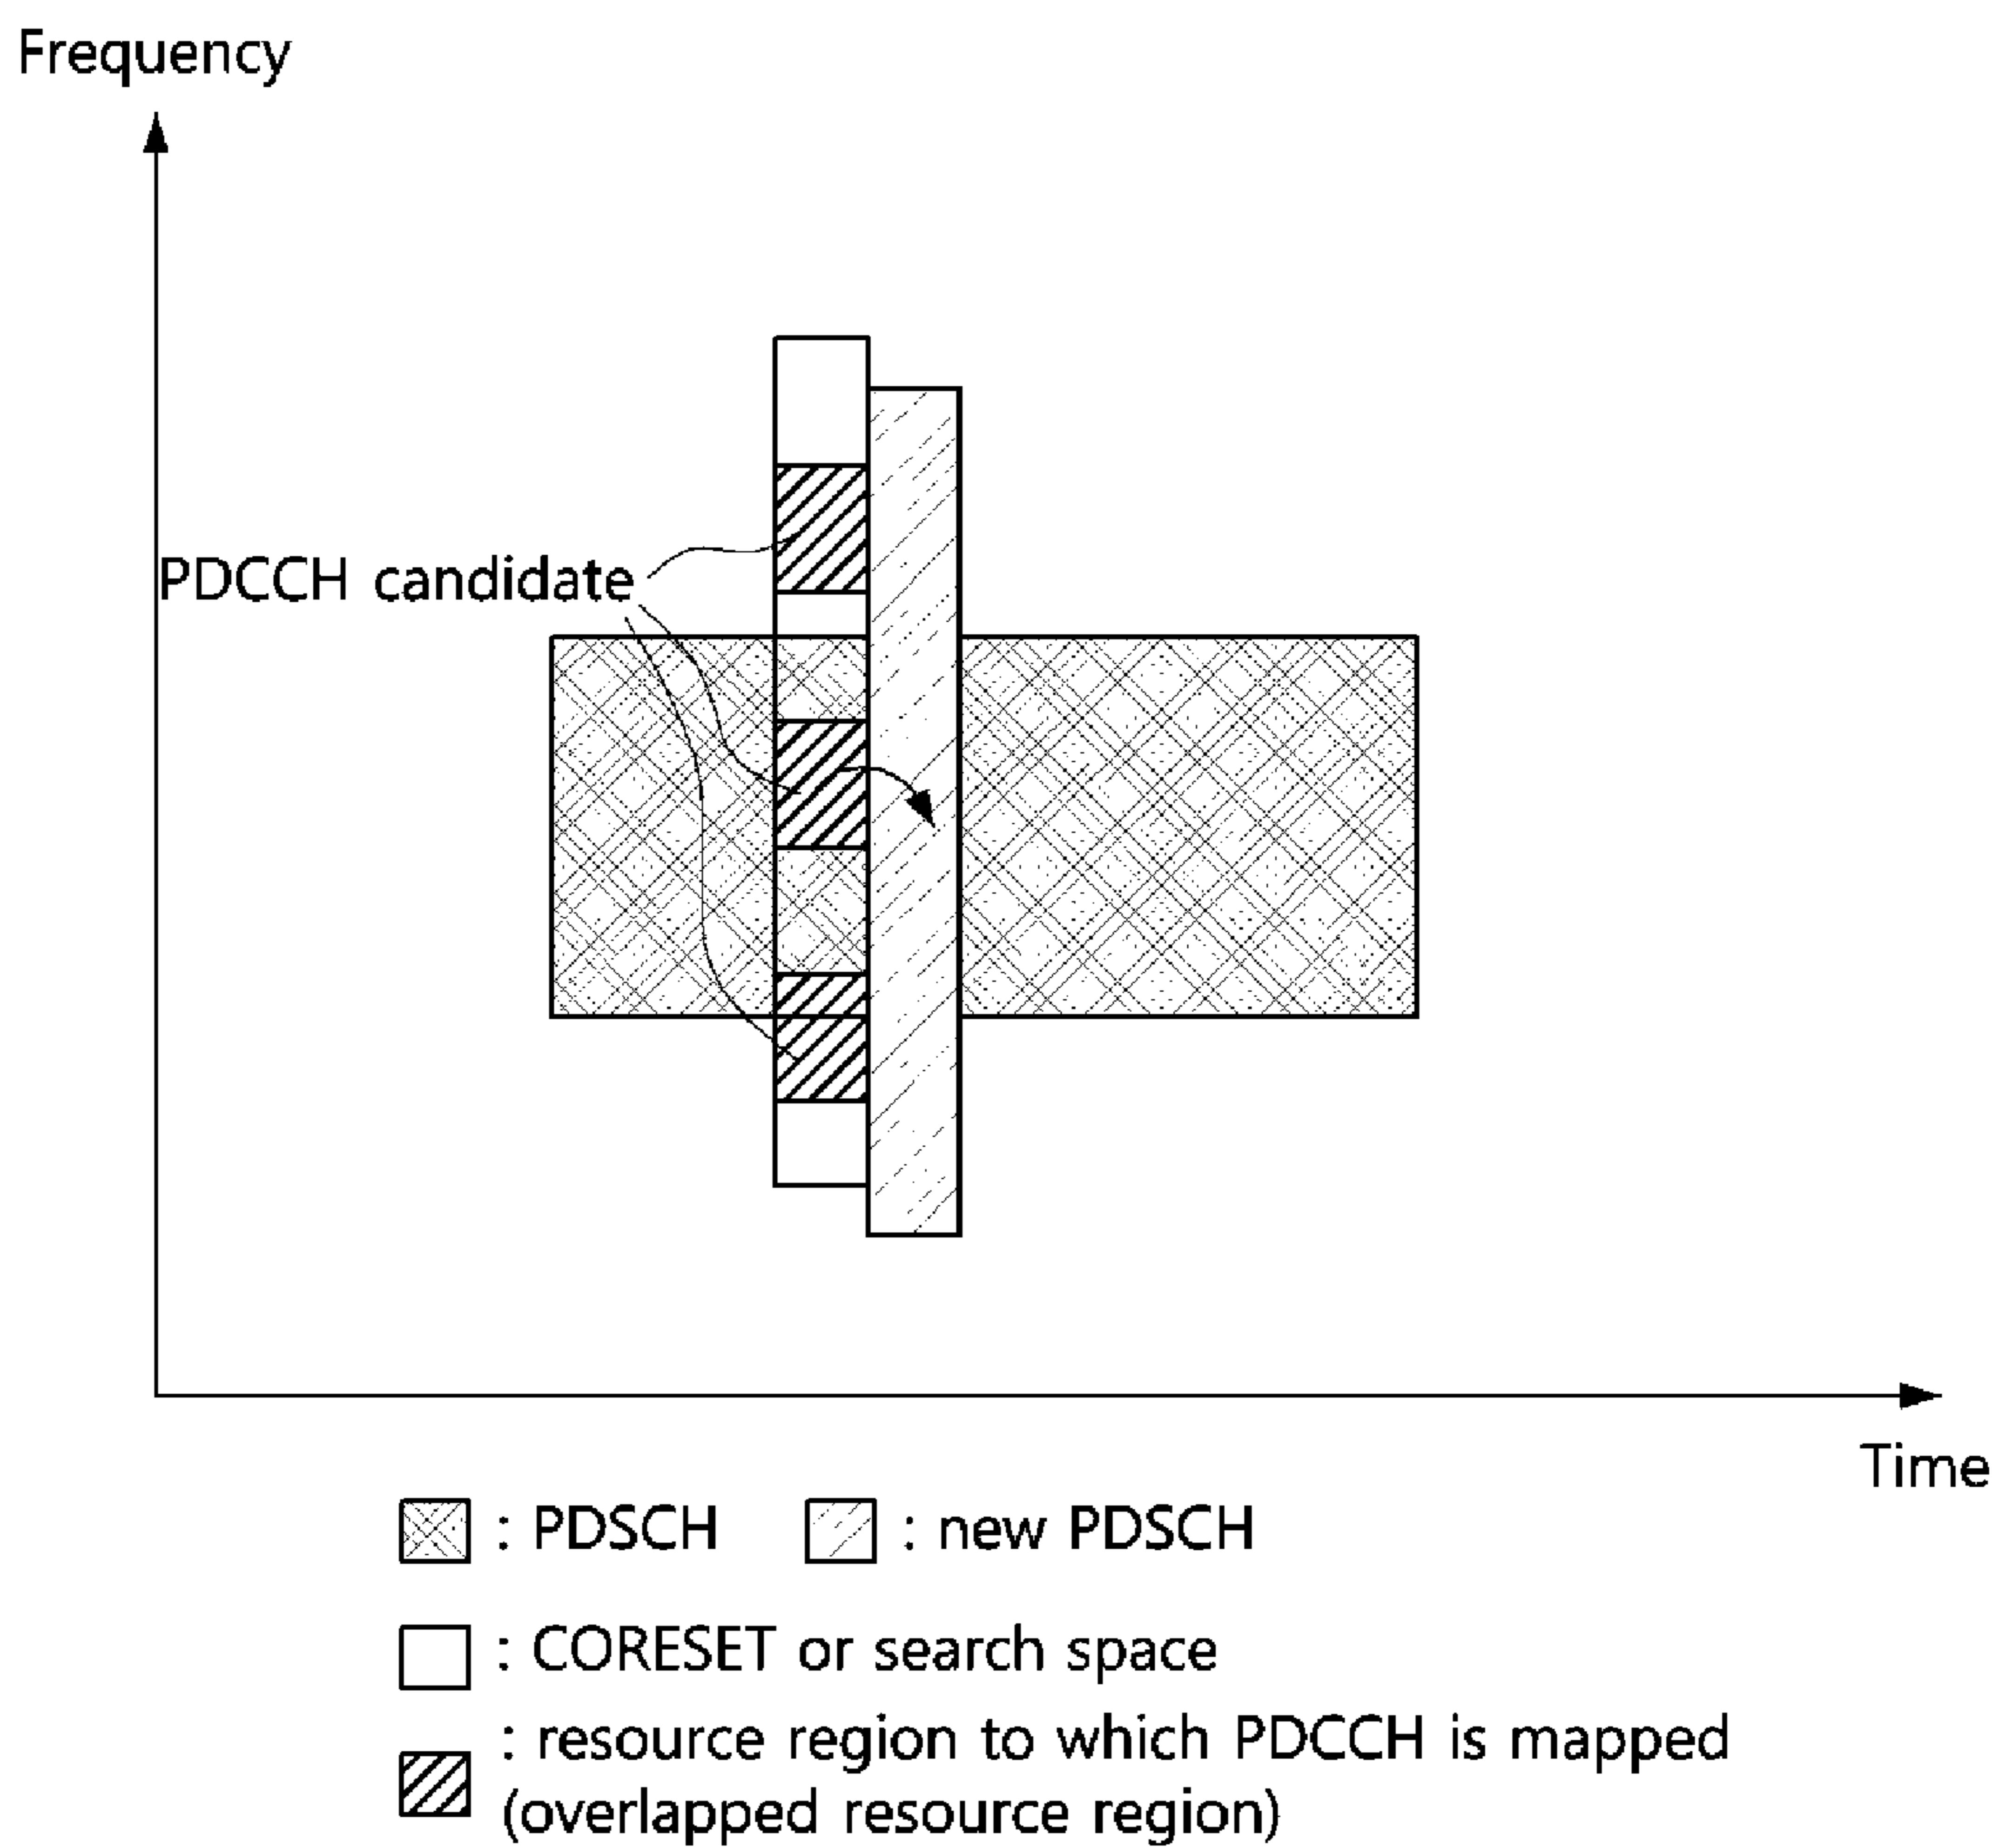 Frequency
PDCCH candidate
Time
: PDSCH
: new PDSCH
: CORESET or search space
: resource region to which PDCCH is mapped
(overlapped resource region)